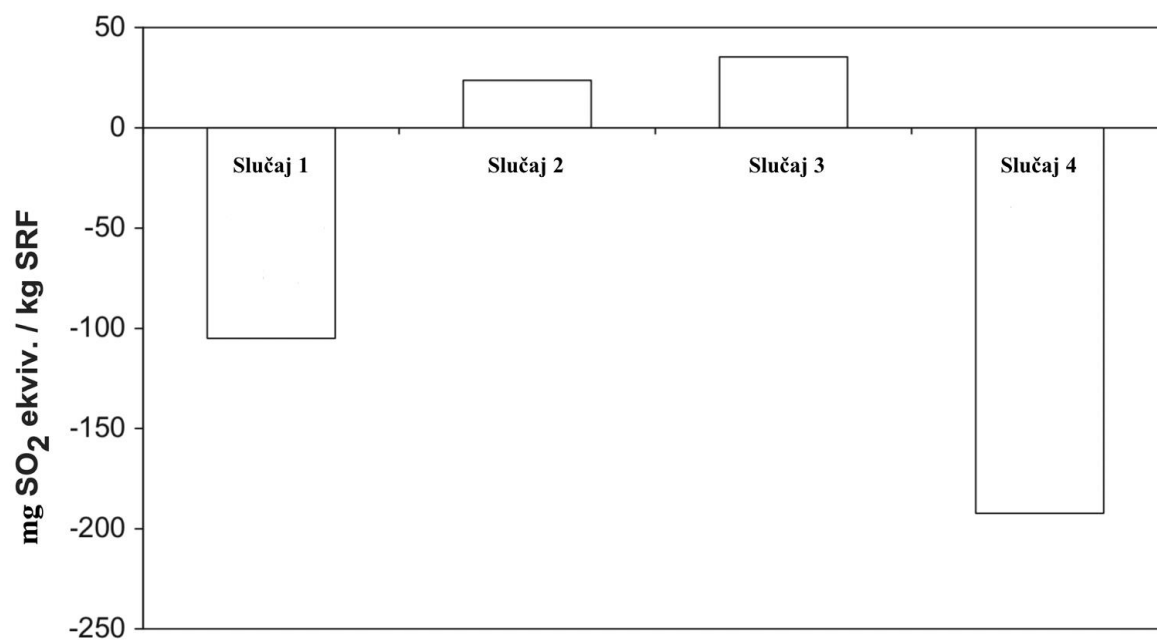 50
0
-50
-100
-150
-200
-250
mg SO₂ ekviv. / kg SRF
Slučaj 1
Slučaj 2
Slučaj 3
Slučaj 4